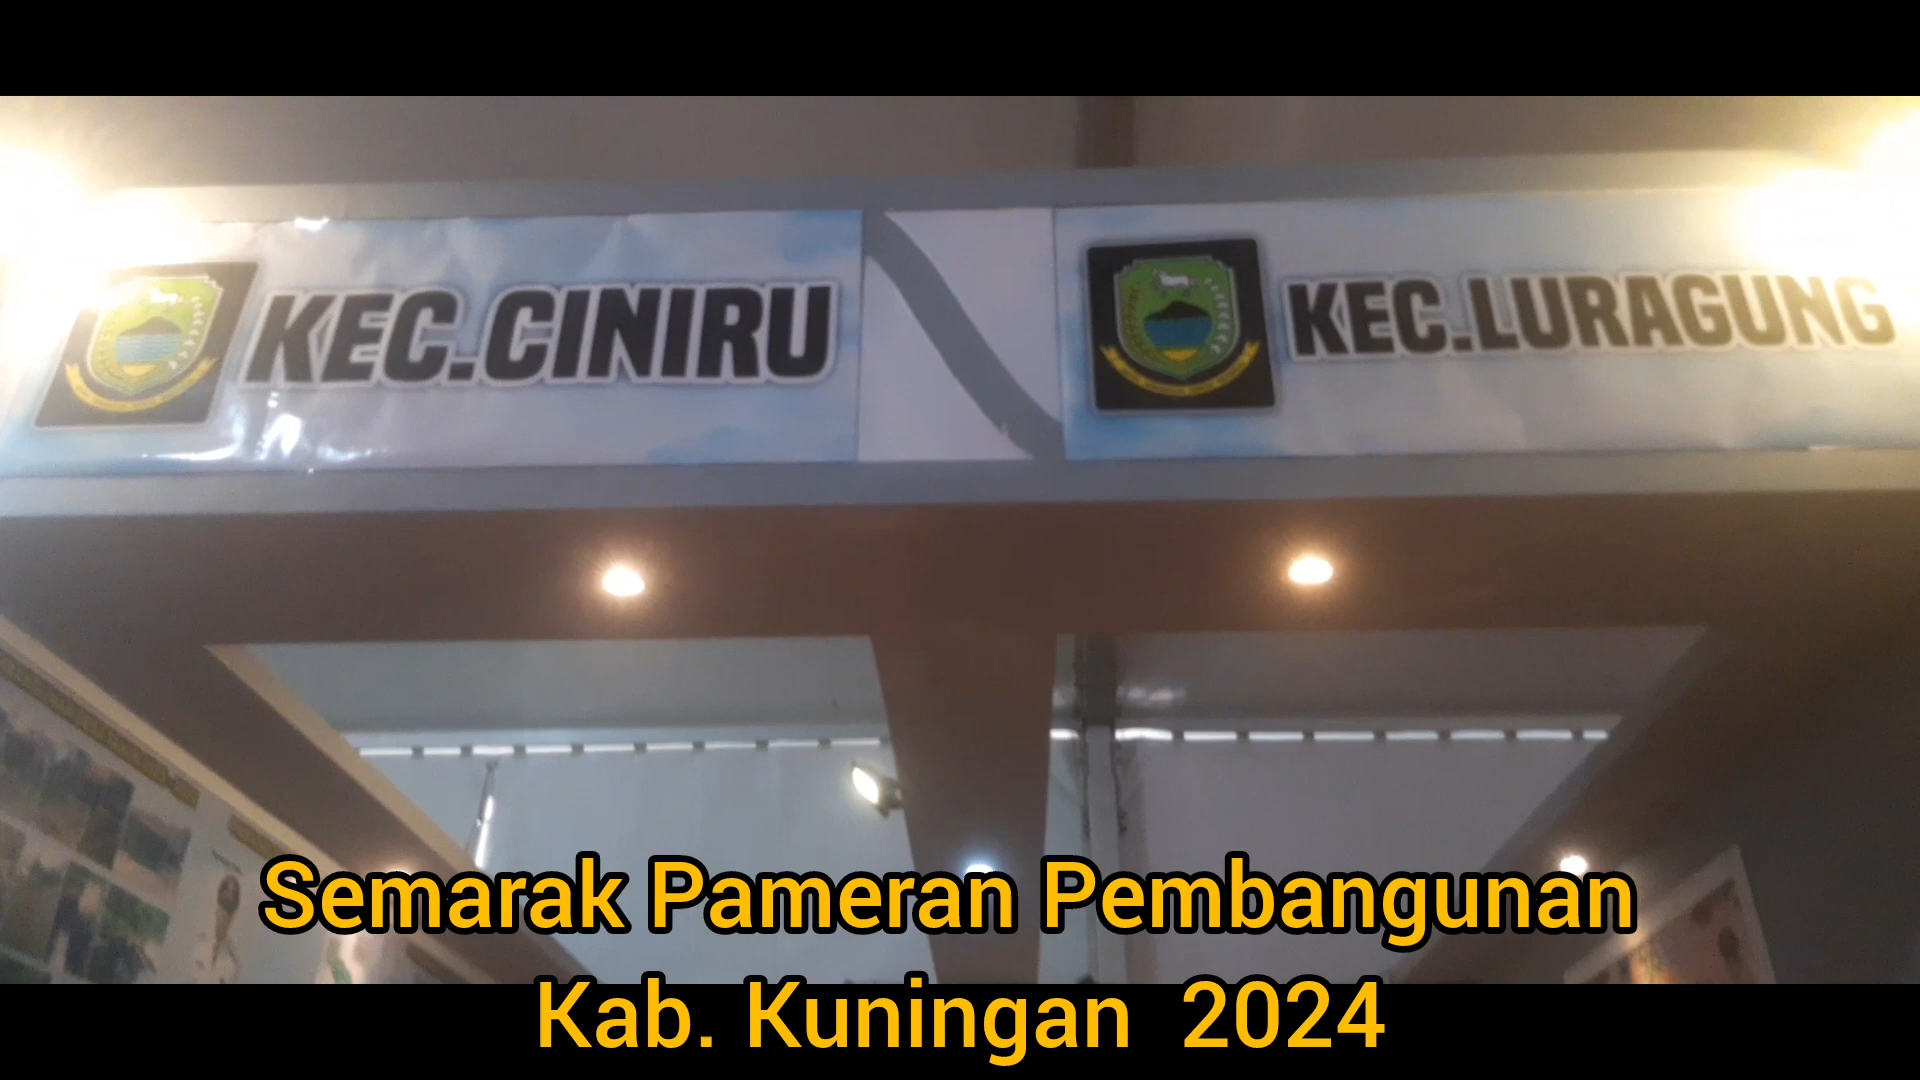 KEC.CINIRU
KEC.LURAGUNG
Semarak Pameran Pembangunan
Kab. Kuningan 2024